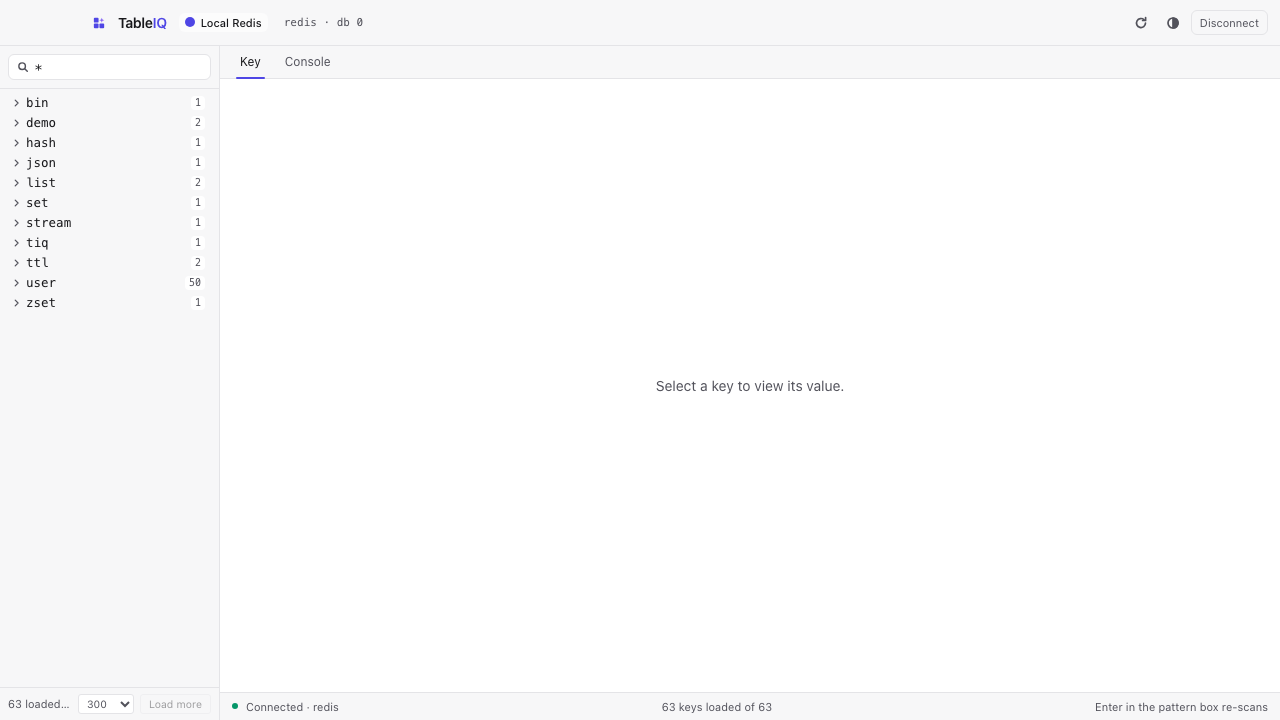 TableIQ Local Redis redis · db 0 Disconnect
*
Key Console
bin 1
demo 2
hash 1
json 1
list 2
set 1
stream 1
tiq 1
ttl 2
user 50
zset 1
Select a key to view its value.
63 loaded... 300 Load more
Connected · redis 63 keys loaded of 63 Enter in the pattern box re-scans